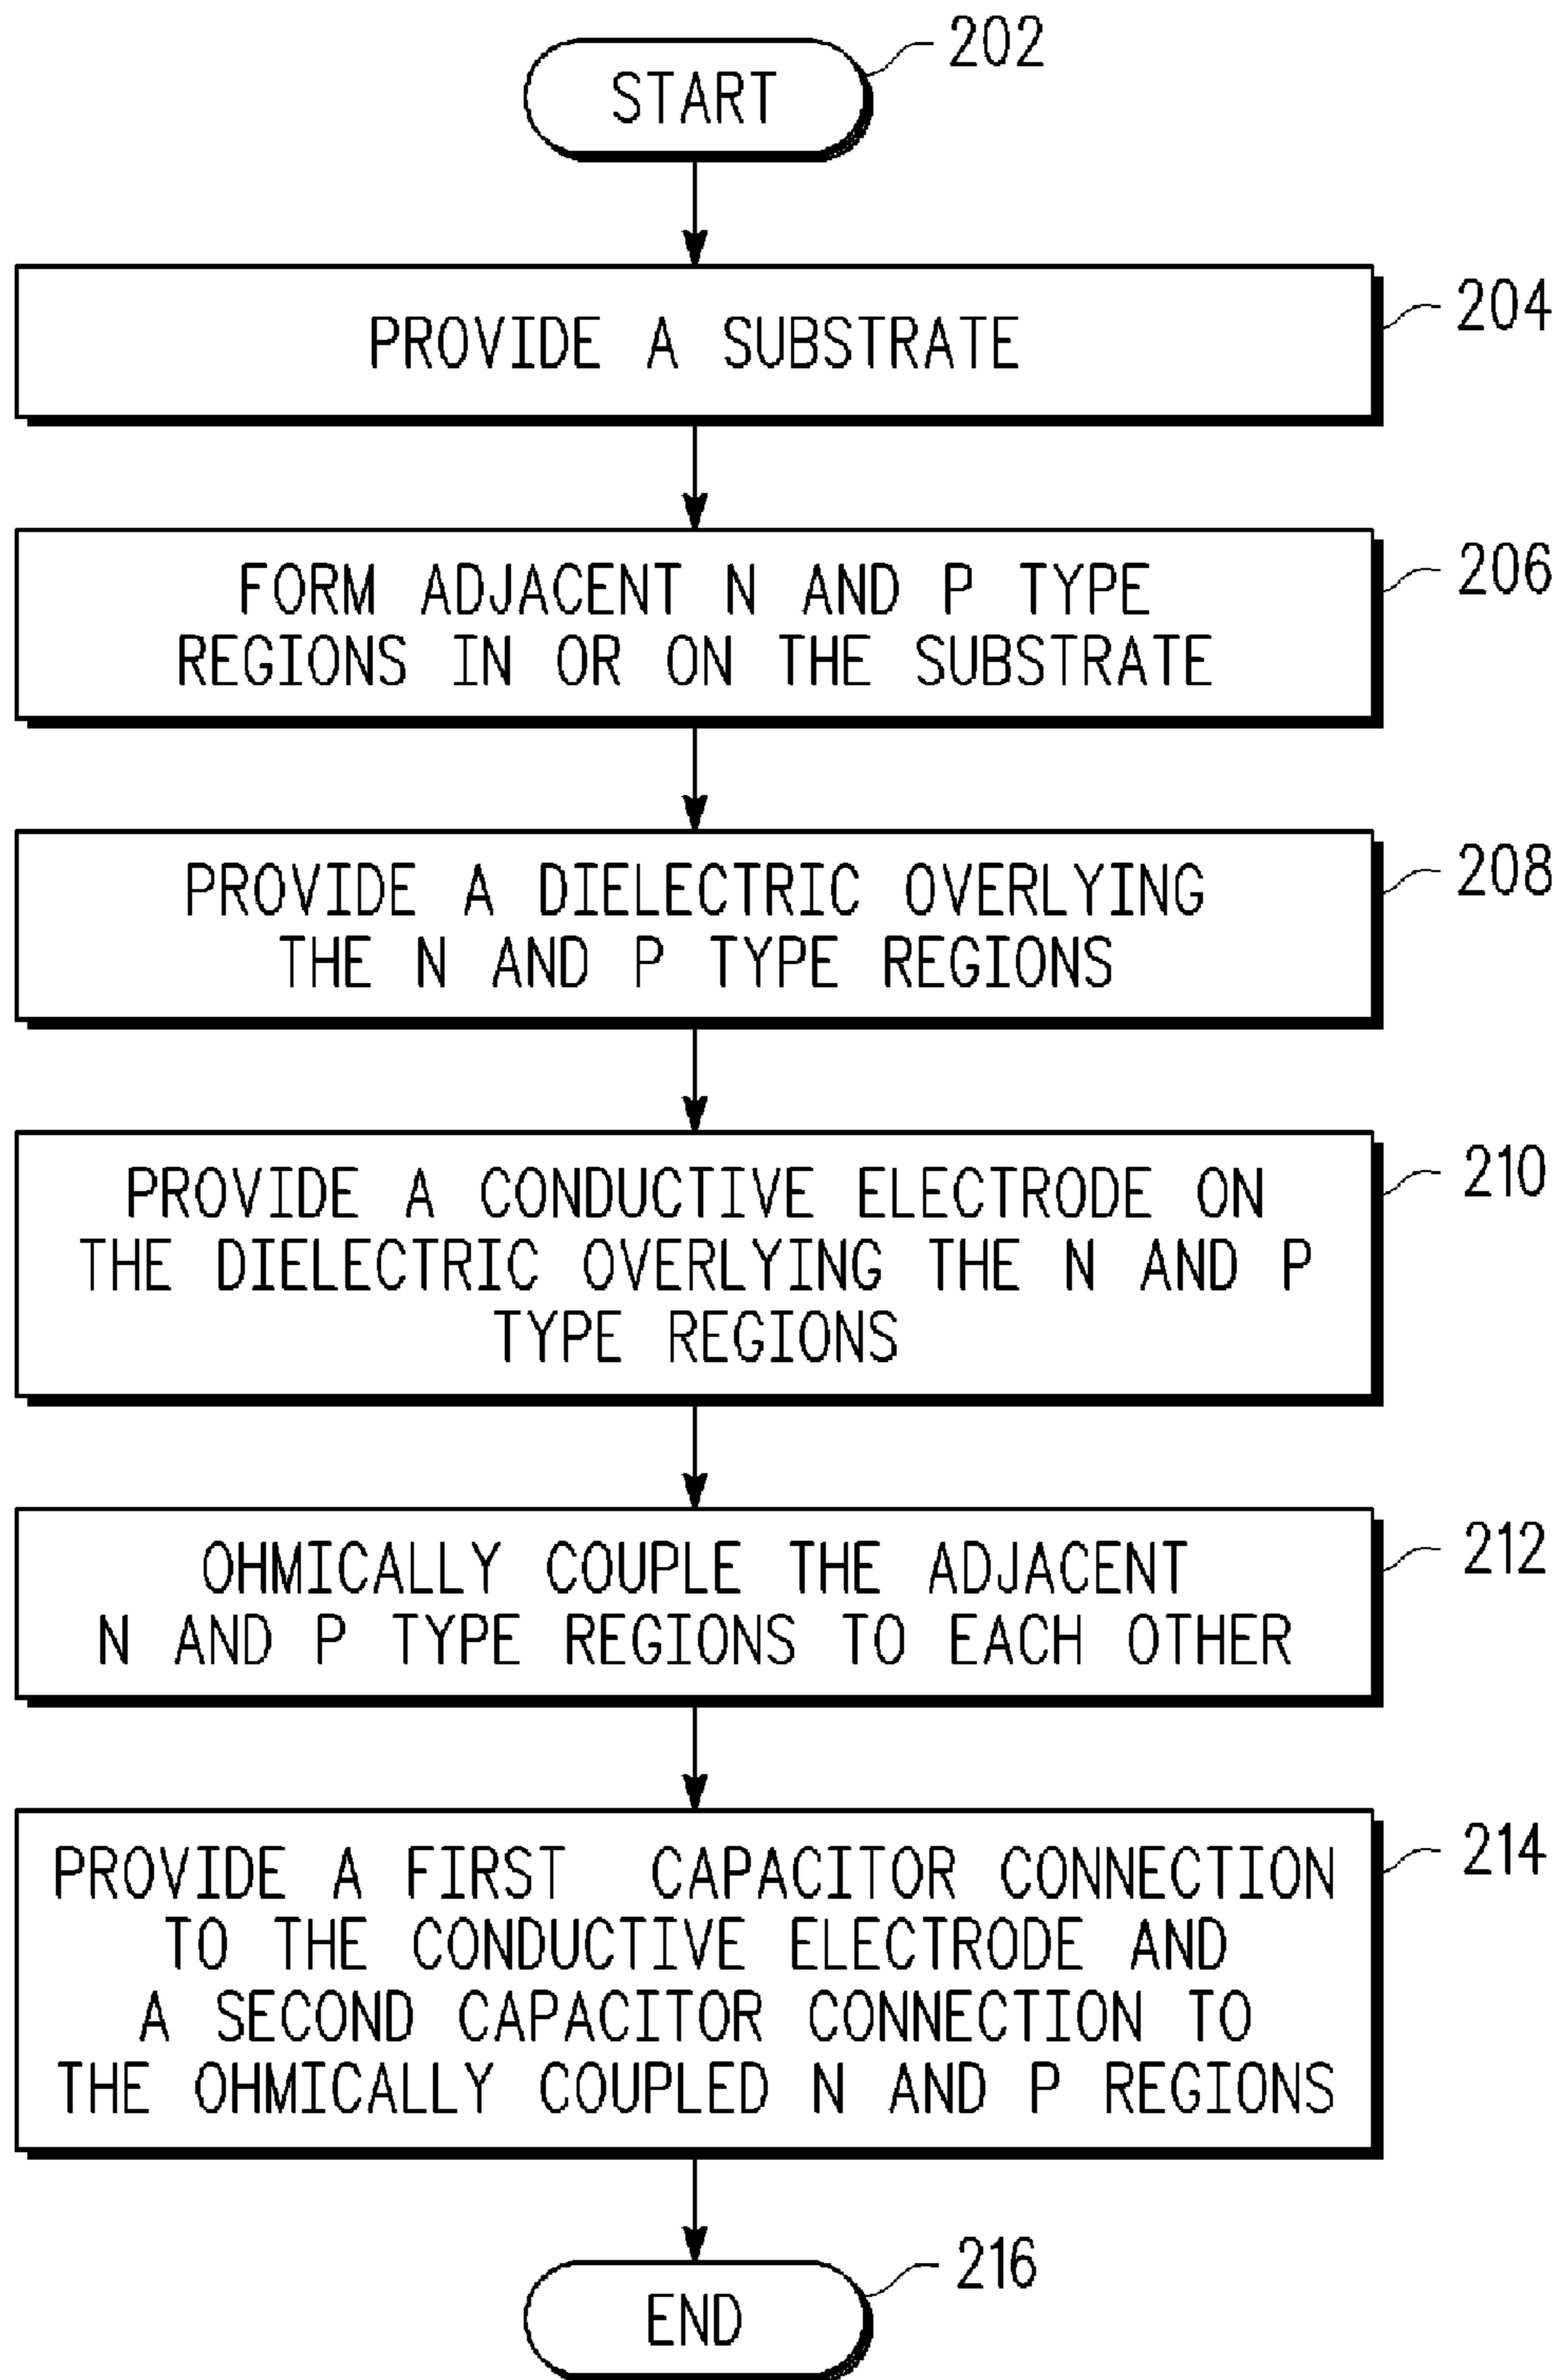 START
202
PROVIDE A SUBSTRATE
204
FORM ADJACENT N AND P TYPE
REGIONS IN OR ON THE SUBSTRATE
206
PROVIDE A DIELECTRIC OVERLYING
THE N AND P TYPE REGIONS
208
PROVIDE A CONDUCTIVE ELECTRODE ON
THE DIELECTRIC OVERLYING THE N AND P
TYPE REGIONS
210
OHMICALLY COUPLE THE ADJACENT
N AND P TYPE REGIONS TO EACH OTHER
212
PROVIDE A FIRST CAPACITOR CONNECTION
TO THE CONDUCTIVE ELECTRODE AND
A SECOND CAPACITOR CONNECTION TO
THE OHMICALLY COUPLED N AND P REGIONS
214
END
216